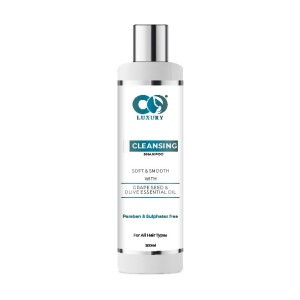 CO
LUXURY
CLEANSING
SHAMPOO
SOFT & SMOOTH
WITH
GRAPE SEED &
OLIVE ESSENTIAL OIL
Paraben & Sulphates free
For All Hair Types
300ml